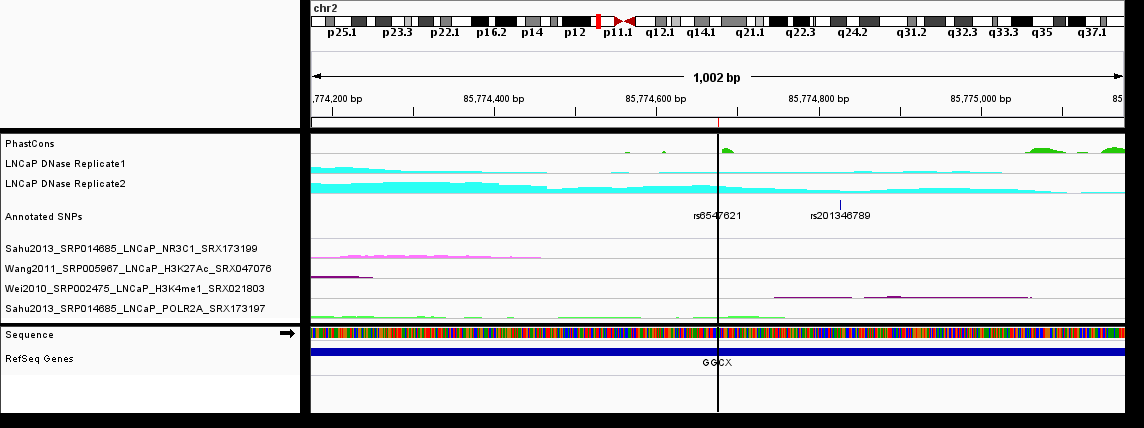 chr2
p25.1 p23.3 p22.1 p16.2 p14 p12 p11.1 q12.1 q14.1 q21.1 q22.3 q24.2 q31.2 q32.3 q33.3 q35 q37.1
1,002 bp
,774,200 bp 85,774,400 bp 85,774,600 bp 85,774,800 bp 85,775,000 bp 85
PhastCons
LNCaP DNase Replicate1
LNCaP DNase Replicate2
Annotated SNPs rs6547621 rs201346789
Sahu2013_SRP014685_LNCaP_NR3C1_SRX173199
Wang2011_SRP005967_LNCaP_H3K27Ac_SRX047076
Wei2010_SRP002475_LNCaP_H3K4me1_SRX021803
Sahu2013_SRP014685_LNCaP_POLR2A_SRX173197
Sequence
RefSeq Genes
GGCX